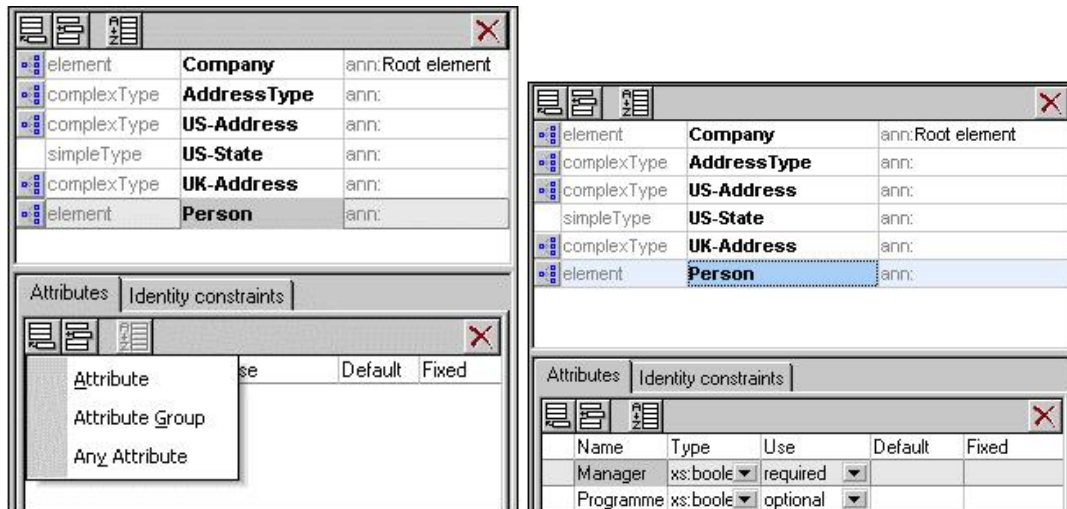 element Company ann:Root element
complexType AddressType ann:
complexType US-Address ann:
simpleType US-State ann:
complexType UK-Address ann:
element Person ann:
Attributes Identity constraints
se Default Fixed
Attribute
Attribute Group
Any Attribute
element Company ann:Root element
complexType AddressType ann:
complexType US-Address ann:
simpleType US-State ann:
complexType UK-Address ann:
element Person ann:
Attributes Identity constraints
Name Type Use Default Fixed
Manager xs:boole required
Programme xs:boole optional